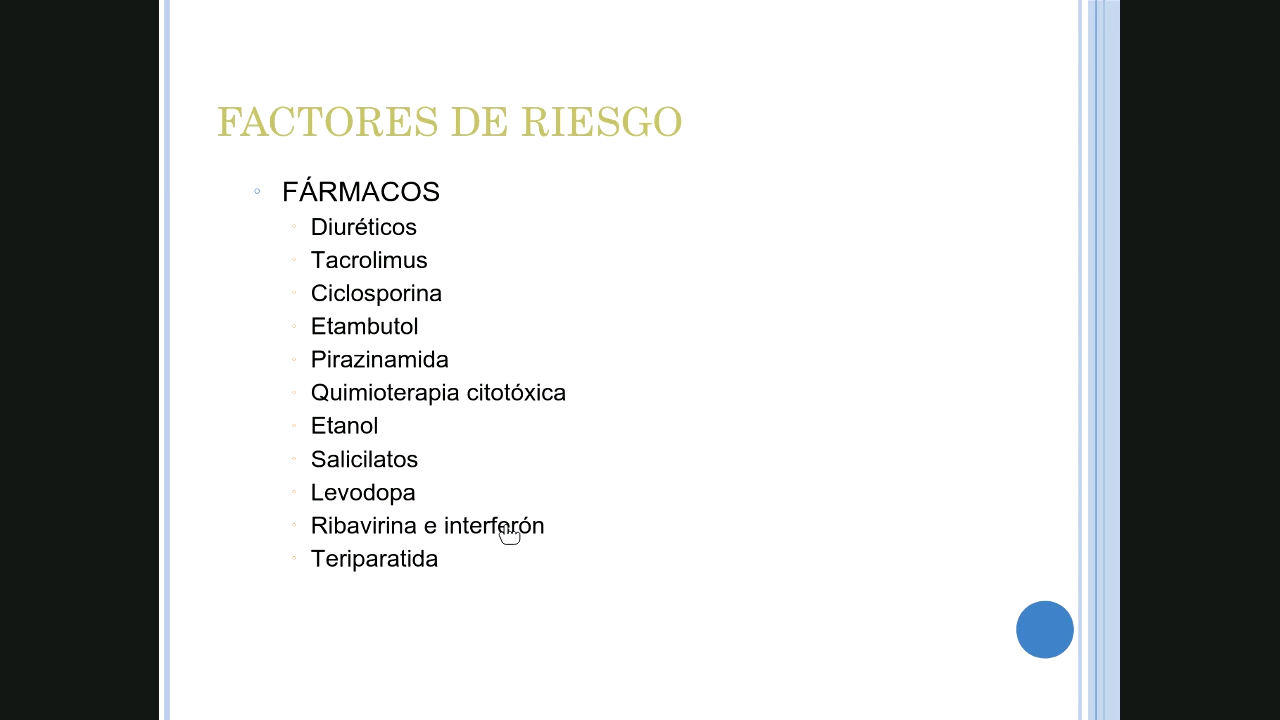 FACTORES DE RIESGO
FÁRMACOS
Diuréticos
Tacrolimus
Ciclosporina
Etambutol
Pirazinamida
Quimioterapia citotóxica
Etanol
Salicilatos
Levodopa
Ribavirina e interferón
Teriparatida